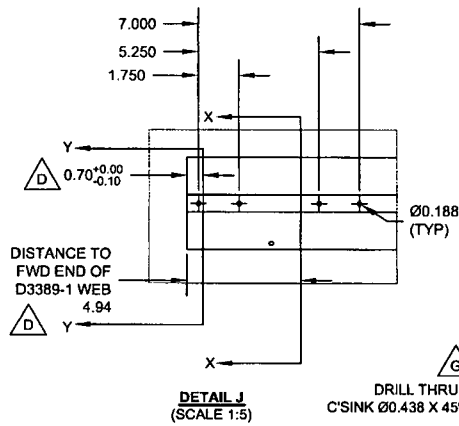 7.000
5.250
1.750
X
Y
D
0.70+0.00
-0.10
Ø0.188
(TYP)
DISTANCE TO
FWD END OF
D3389-1 WEB
4.94
D
Y
X
G
DETAIL J
(SCALE 1:5)
DRILL THRU
C'SINK Ø0.438 X 45°